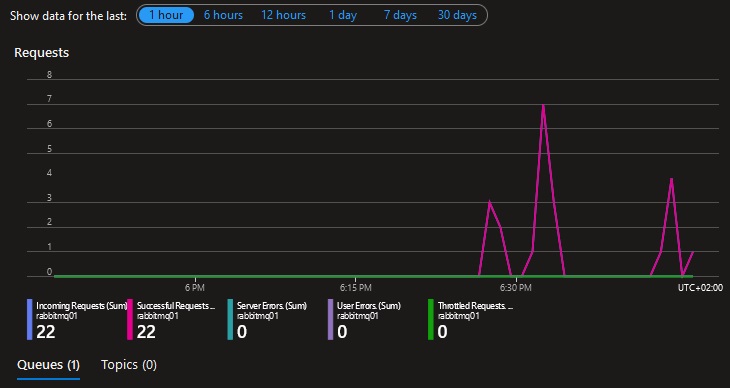 Show data for the last: 1 hour 6 hours 12 hours 1 day 7 days 30 days
Requests
8
7
6
5
4
3
2
1
0
6 PM 6:15 PM 6:30 PM UTC+02:00
Incoming Requests (Sum) Successful Requests ... Server Errors. (Sum) User Errors. (Sum) Throttled Requests. ...
rabbitmq01 rabbitmq01 rabbitmq01 rabbitmq01 rabbitmq01
22 22 0 0 0
Queues (1) Topics (0)